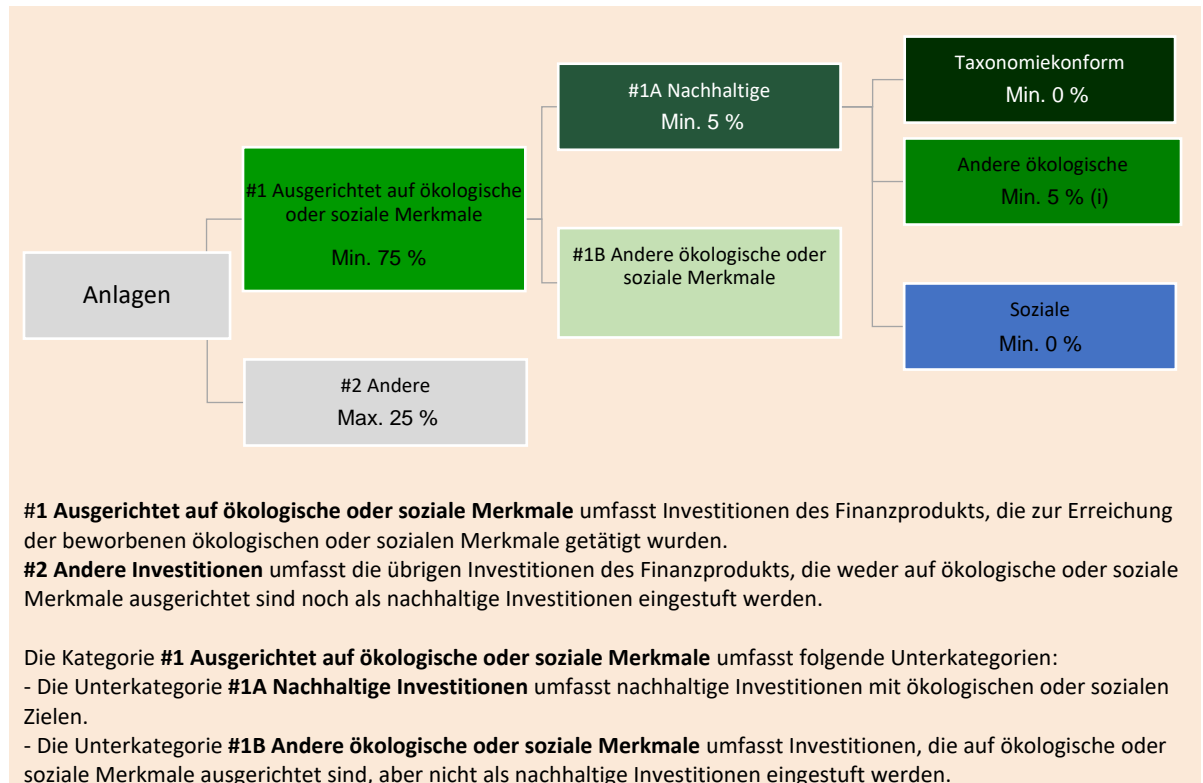 Anlagen
#1 Ausgerichtet auf ökologische
oder soziale Merkmale
Min. 75 %
#2 Andere
Max. 25 %
#1A Nachhaltige
Min. 5 %
#1B Andere ökologische oder
soziale Merkmale
Taxonomiekonform
Min. 0 %
Andere ökologische
Min. 5 % (i)
Soziale
Min. 0 %
#1 Ausgerichtet auf ökologische oder soziale Merkmale umfasst Investitionen des Finanzprodukts, die zur Erreichung
der beworbenen ökologischen oder sozialen Merkmale getätigt wurden.
#2 Andere Investitionen umfasst die übrigen Investitionen des Finanzprodukts, die weder auf ökologische oder soziale
Merkmale ausgerichtet sind noch als nachhaltige Investitionen eingestuft werden.
Die Kategorie #1 Ausgerichtet auf ökologische oder soziale Merkmale umfasst folgende Unterkategorien:
- Die Unterkategorie #1A Nachhaltige Investitionen umfasst nachhaltige Investitionen mit ökologischen oder sozialen
Zielen.
- Die Unterkategorie #1B Andere ökologische oder soziale Merkmale umfasst Investitionen, die auf ökologische oder
soziale Merkmale ausgerichtet sind, aber nicht als nachhaltige Investitionen eingestuft werden.